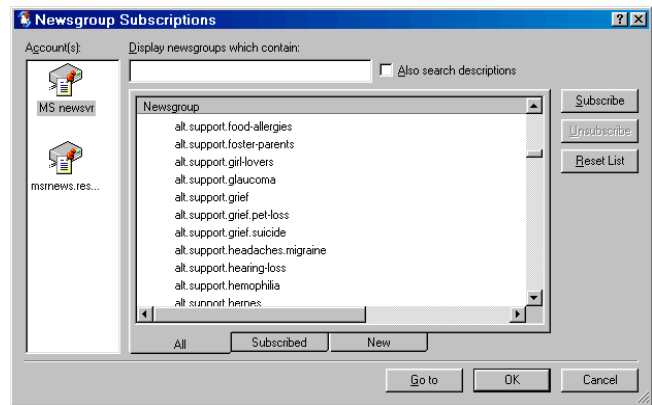 Newsgroup Subscriptions
Account(s):
Display newsgroups which contain:
Also search descriptions
MS newsvr
msrnews.res...
Newsgroup
alt.support.food-allergies
alt.support.foster-parents
alt.support.girl-lovers
alt.support.glaucoma
alt.support.grief
alt.support.grief.pet-loss
alt.support.grief.suicide
alt.support.headaches.migraine
alt.support.hearing-loss
alt.support.hemophilia
alt.support.herpes
Subscribe
Unsubscribe
Reset List
All
Subscribed
New
Go to
OK
Cancel